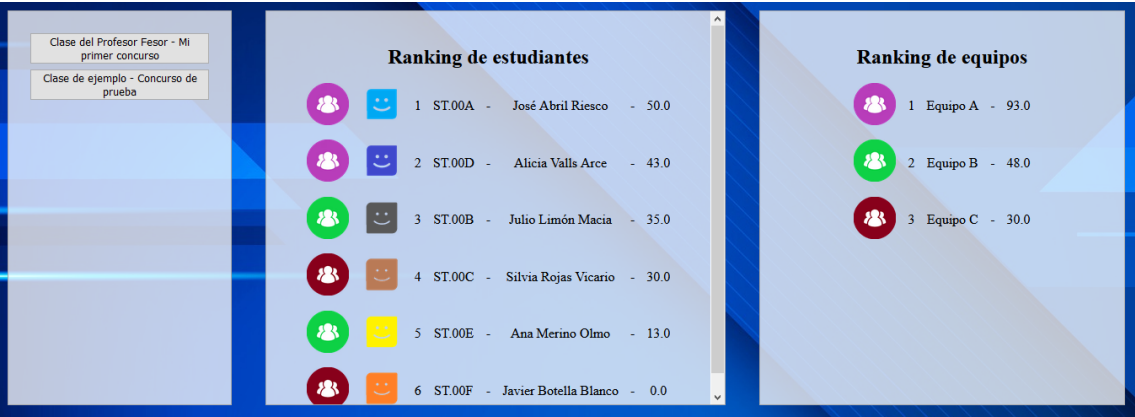 Clase del Profesor Fesor - Mi
primer concurso
Clase de ejemplo - Concurso de
prueba
Ranking de estudiantes
1 ST.00A - José Abril Riesco - 50.0
2 ST.00D - Alicia Valls Arce - 43.0
3 ST.00B - Julio Limón Macia - 35.0
4 ST.00C - Silvia Rojas Vicario - 30.0
5 ST.00E - Ana Merino Olmo - 13.0
6 ST.00F - Javier Botella Blanco - 0.0
Ranking de equipos
1 Equipo A - 93.0
2 Equipo B - 48.0
3 Equipo C - 30.0